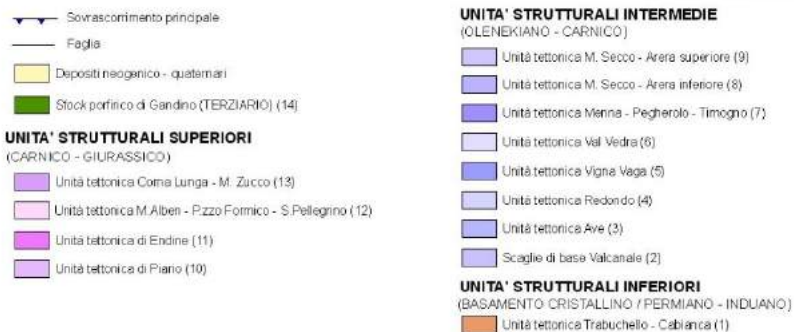 Sovrascorrimento principale
Faglia
Depositi neogenico - quaternari
Stock porfirico di Gandino (TERZIARIO) (14)
UNITA' STRUTTURALI SUPERIORI
(CARNICO - GIURASSICO)
Unità tettonica Corna Lunga - M. Zucco (13)
Unità tettonica M.Alben - P.zzo Formico - S.Pellegrino (12)
Unità tettonica di Endine (11)
Unità tettonica di Piario (10)
UNITA' STRUTTURALI INTERMEDIE
(OLENEKIANO - CARNICO)
Unità tettonica M. Secco - Arera superiore (9)
Unità tettonica M. Secco - Arera inferiore (8)
Unità tettonica Menna - Pegherolo - Timogno (7)
Unità tettonica Val Vedra (6)
Unità tettonica Vigna Vaga (5)
Unità tettonica Redondo (4)
Unità tettonica Ave (3)
Scaglie di base Valcanale (2)
UNITA' STRUTTURALI INFERIORI
(BASAMENTO CRISTALLINO / PERMIANO - INDUANO)
Unità tettonica Trabuchello - Cabianca (1)